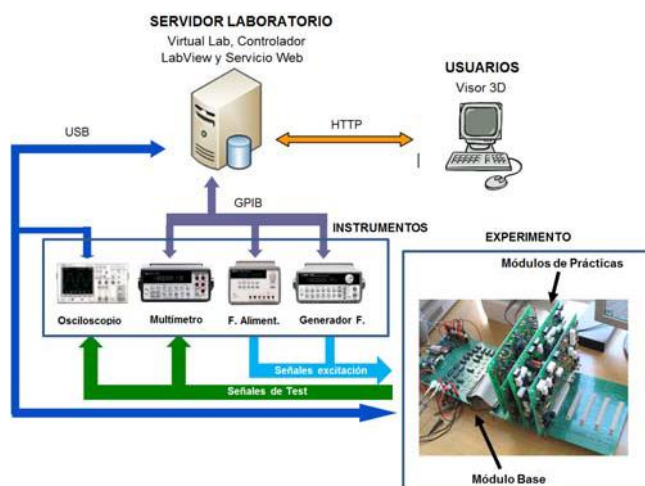 SERVIDOR LABORATORIO
Virtual Lab, Controlador
LabView y Servicio Web
USUARIOS
Visor 3D
USB
HTTP
GPIB
INSTRUMENTOS
Osciloscopio
Multímetro
F. Aliment.
Generador F.
Señales excitación
Señales de Test
EXPERIMENTO
Módulos de Prácticas
Módulo Base